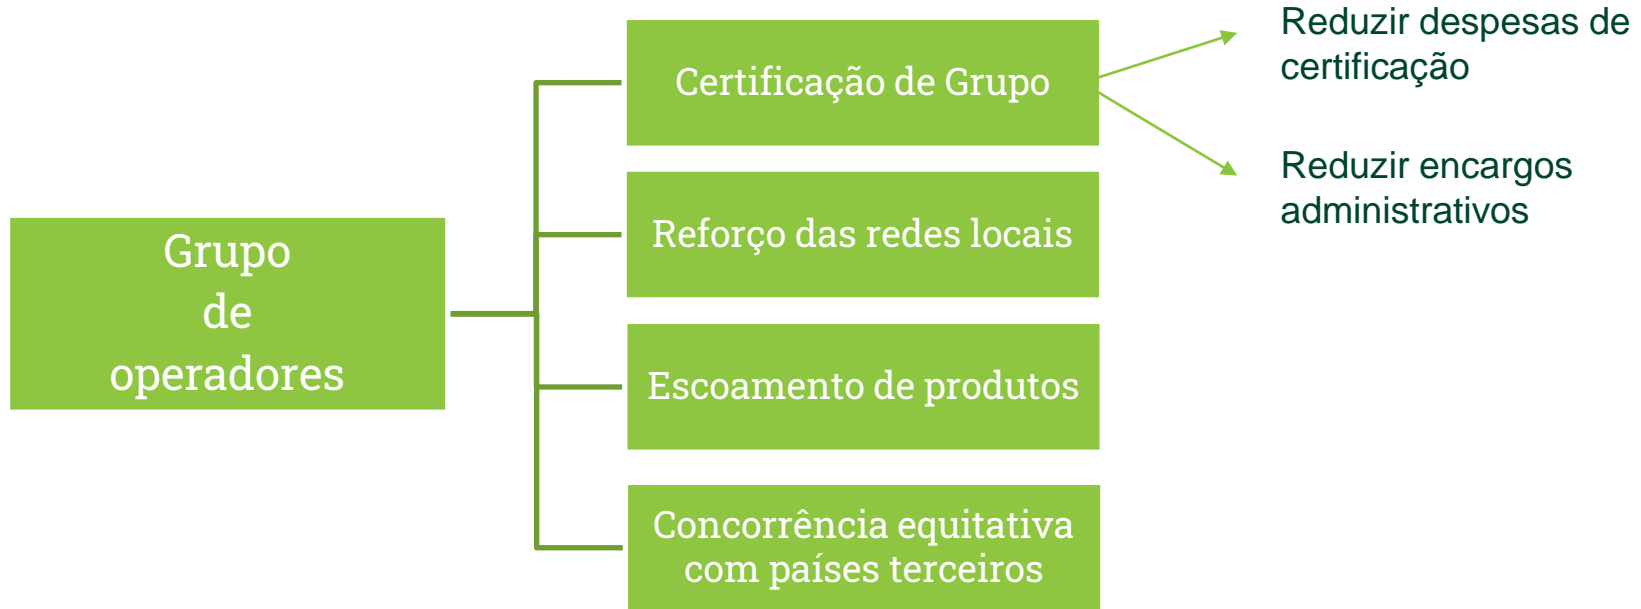 Grupo
de
operadores
Certificação de Grupo
Reduzir despesas de
certificação
Reduzir encargos
administrativos
Reforço das redes locais
Escoamento de produtos
Concorrência equitativa
com países terceiros